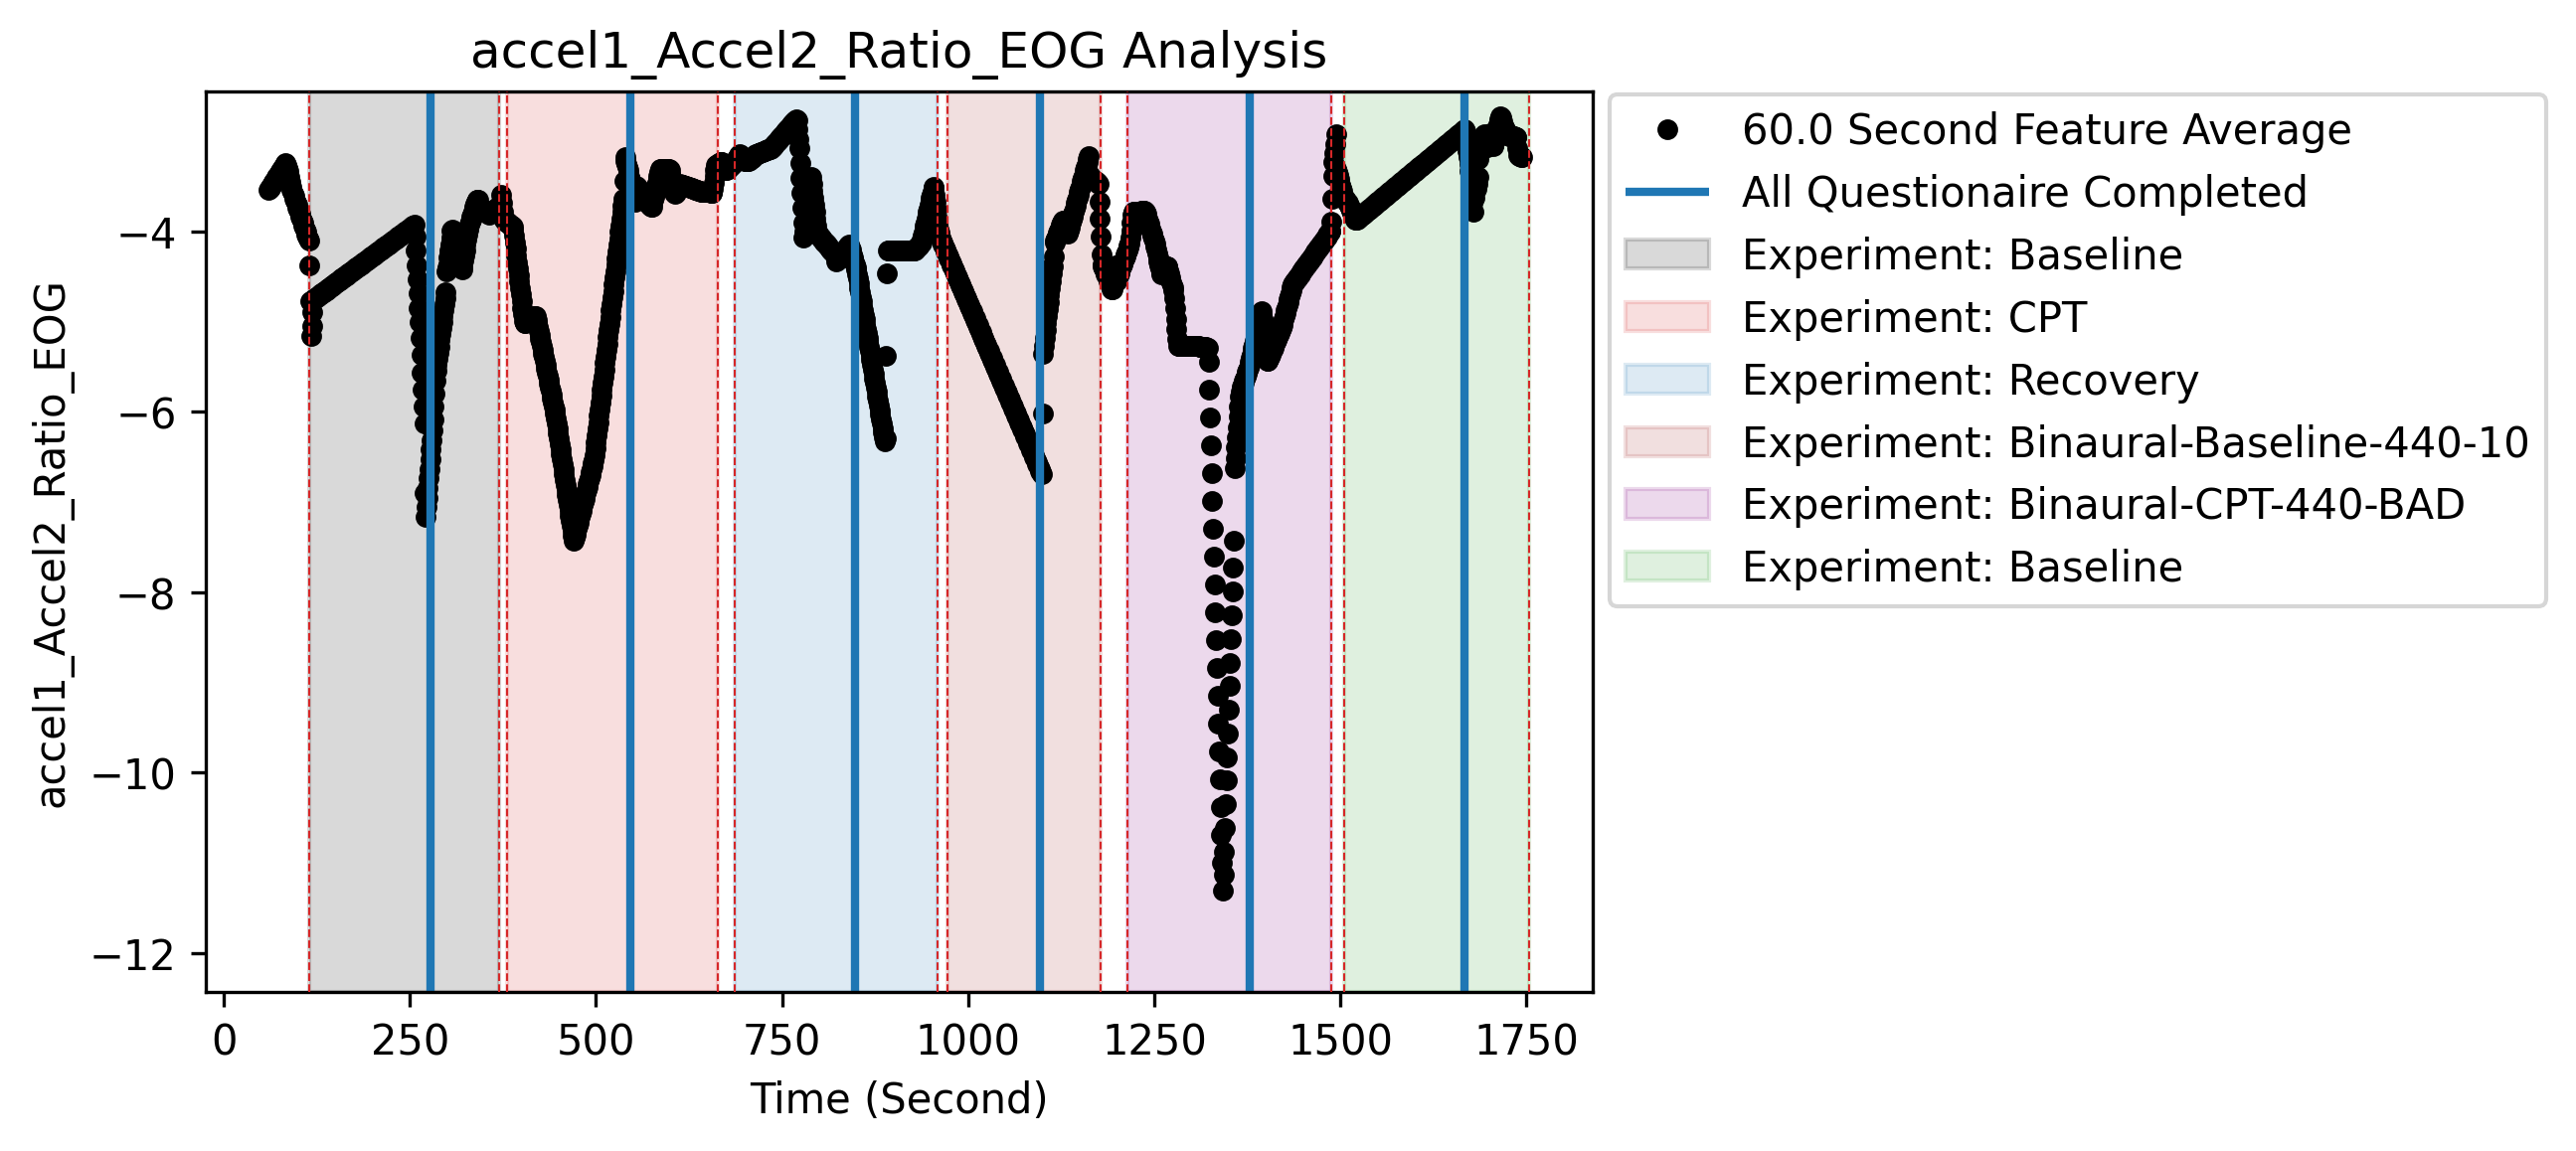 accel1_Accel2_Ratio_EOG Analysis
accel1_Accel2_Ratio_EOG
−4
−6
−8
−10
−12
0 250 500 750 1000 1250 1500 1750
Time (Second)
60.0 Second Feature Average
All Questionaire Completed
Experiment: Baseline
Experiment: CPT
Experiment: Recovery
Experiment: Binaural-Baseline-440-10
Experiment: Binaural-CPT-440-BAD
Experiment: Baseline